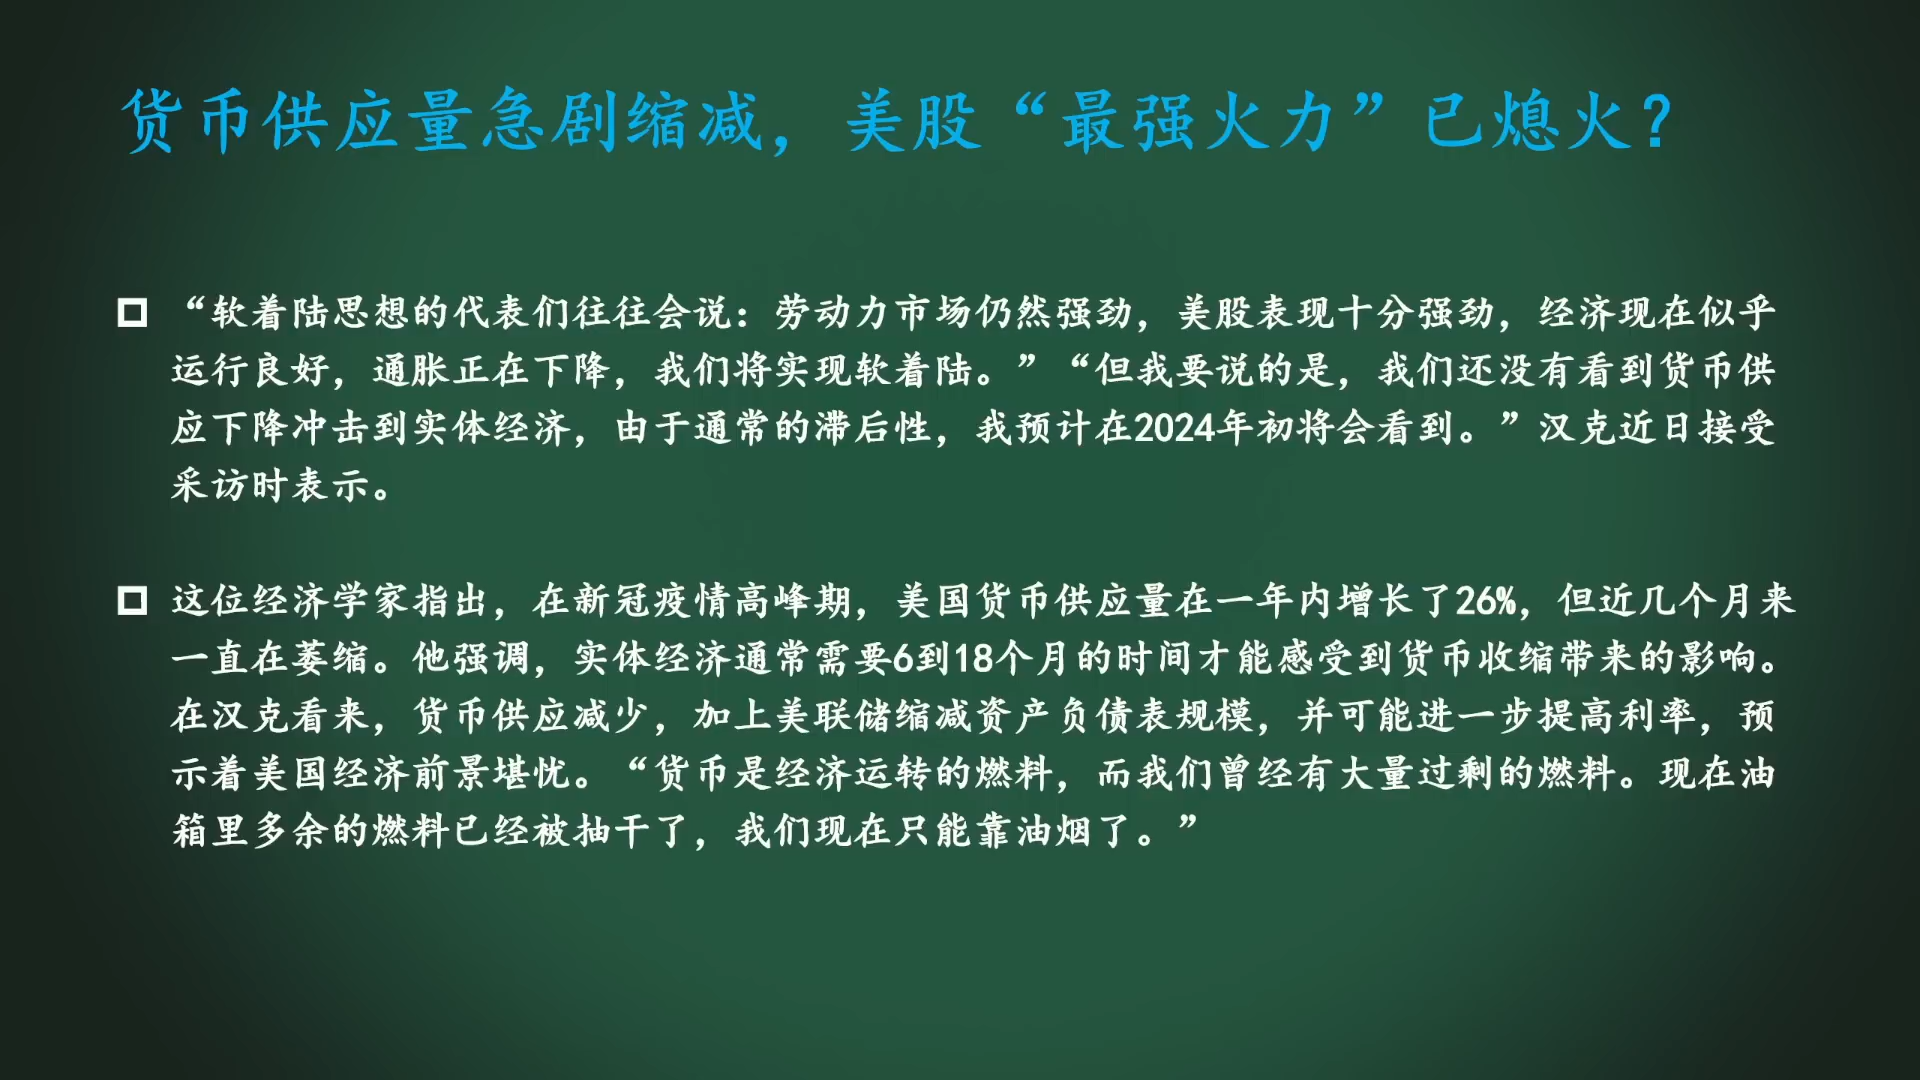 货币供应量急剧缩减，美股“最强火力”已熄火？
“软着陆思想的代表们往往会说：劳动力市场仍然强劲，美股表现十分强劲，经济现在似乎
运行良好，通胀正在下降，我们将实现软着陆。”“但我要说的是，我们还没有看到货币供
应下降冲击到实体经济，由于通常的滞后性，我预计在2024年初将会看到。”汉克近日接受
采访时表示。
这位经济学家指出，在新冠疫情高峰期，美国货币供应量在一年内增长了26%，但近几个月来
一直在萎缩。他强调，实体经济通常需要6到18个月的时间才能感受到货币收缩带来的影响。
在汉克看来，货币供应减少，加上美联储缩减资产负债表规模，并可能进一步提高利率，预
示着美国经济前景堪忧。“货币是经济运转的燃料，而我们曾经有大量过剩的燃料。现在油
箱里多余的燃料已经被抽干了，我们现在只能靠油烟了。”